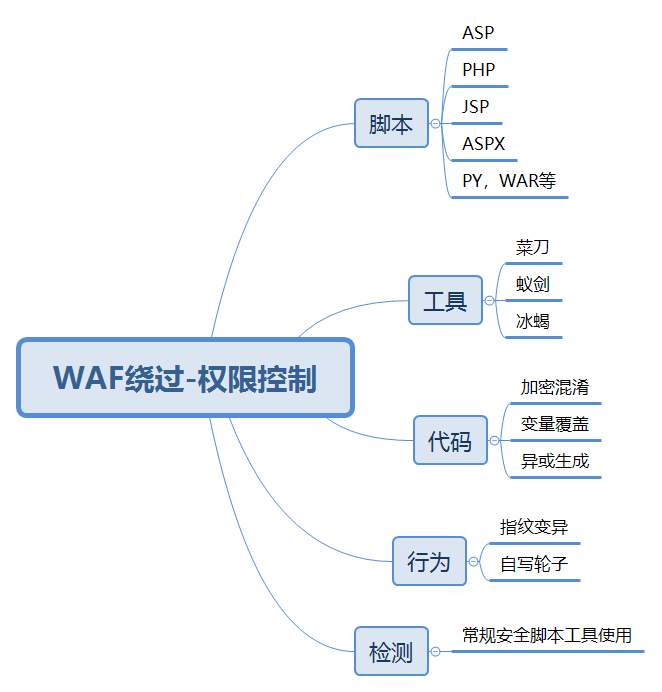 WAF绕过-权限控制
脚本
ASP
PHP
JSP
ASPX
PY，WAR等
工具
菜刀
蚁剑
冰蝎
代码
加密混淆
变量覆盖
异或生成
行为
指纹变异
自写轮子
检测
常规安全脚本工具使用